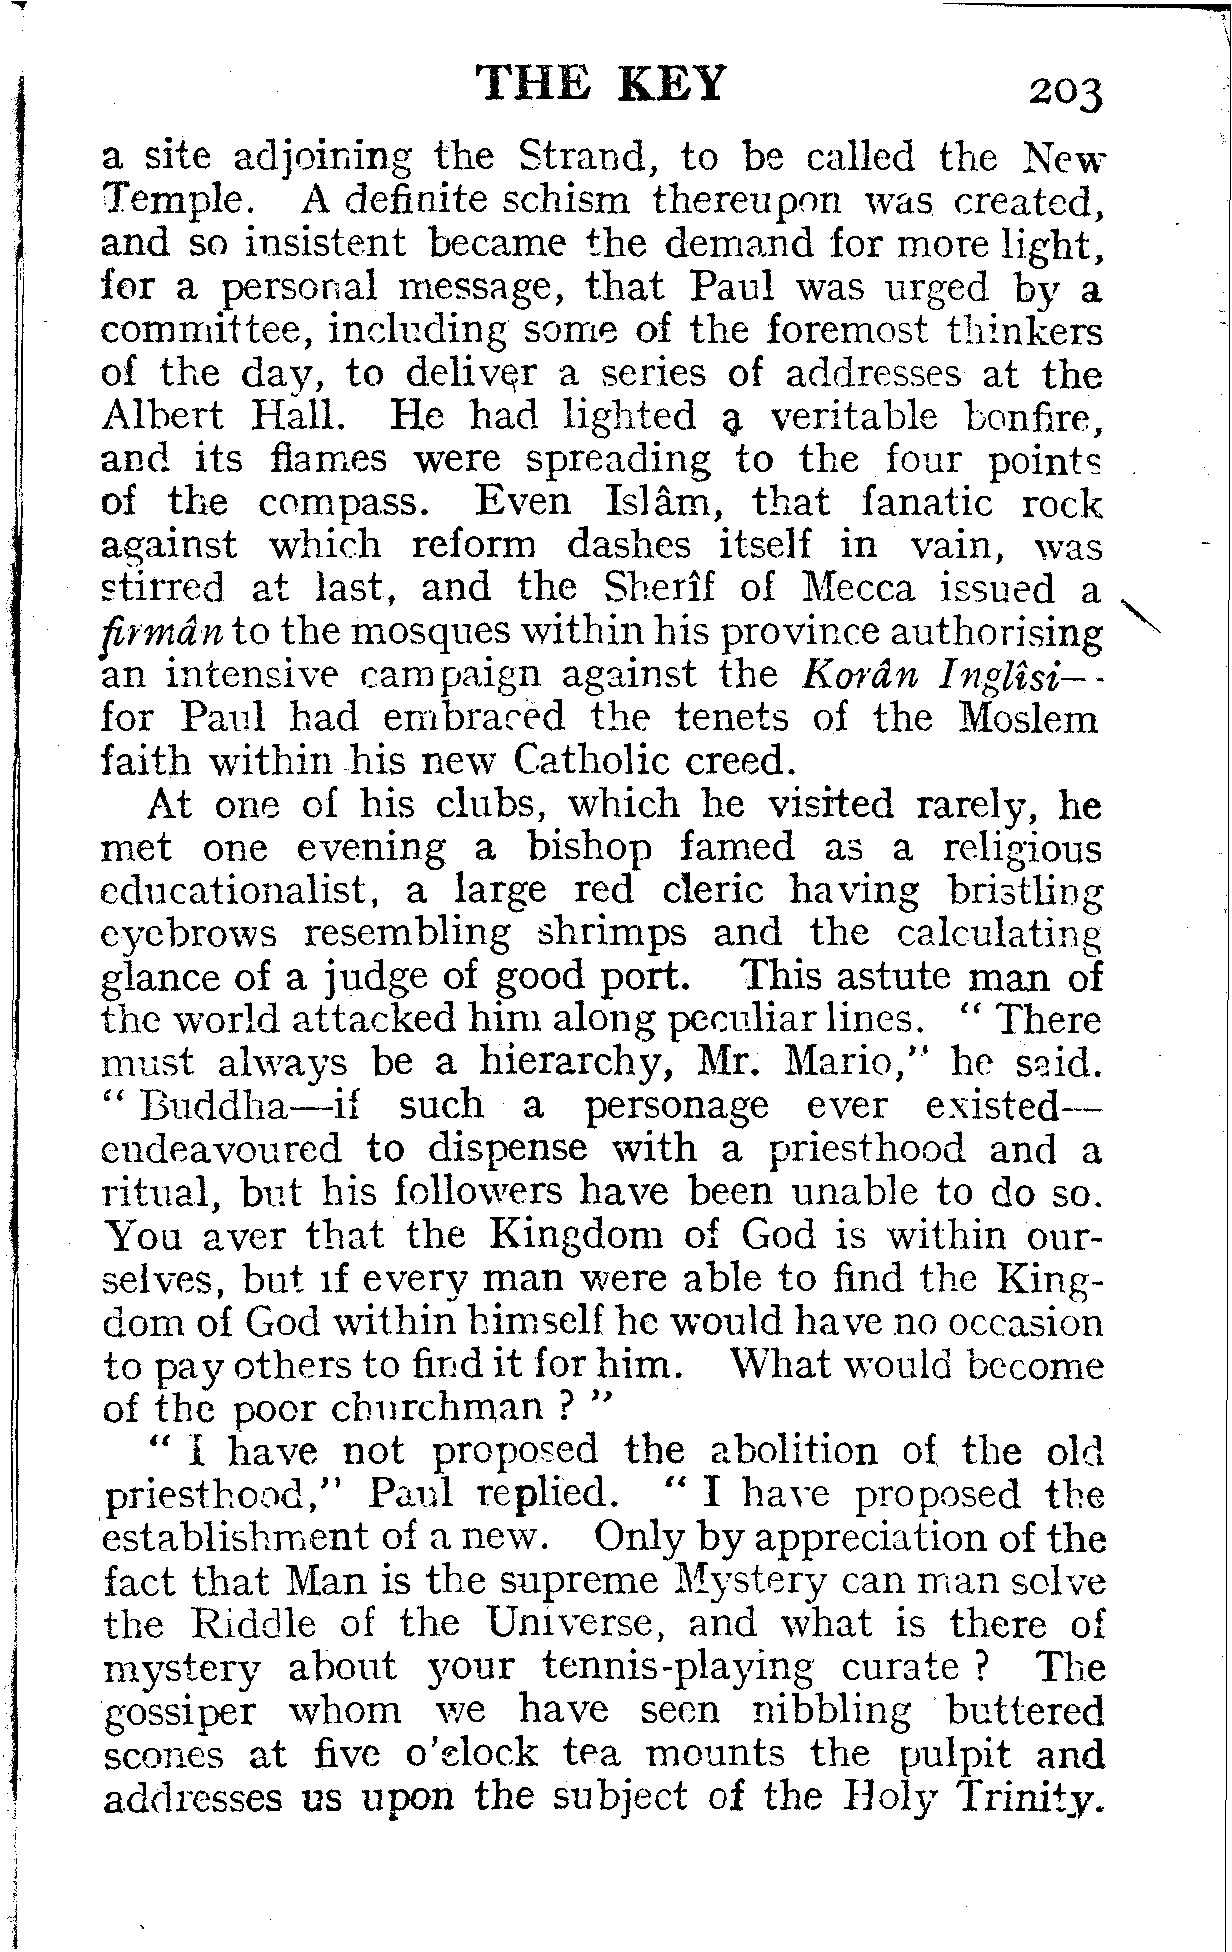 THE KEY 203
a site adjoining the Strand, to be called the New
Temple. A definite schism thereupon was created,
and so insistent became the demand for more light,
for a personal message, that Paul was urged by a
committee, including some of the foremost thinkers
of the day, to deliver a series of addresses at the
Albert Hall. He had lighted a veritable bonfire,
and its flames were spreading to the four points
of the compass. Even Islâm, that fanatic rock
against which reform dashes itself in vain, was
stirred at last, and the Sherîf of Mecca issued a
firmân to the mosques within his province authorising
an intensive campaign against the Korân Inglîsi—
for Paul had embraced the tenets of the Moslem
faith within his new Catholic creed.
At one of his clubs, which he visited rarely, he
met one evening a bishop famed as a religious
educationalist, a large red cleric having bristling
eyebrows resembling shrimps and the calculating
glance of a judge of good port. This astute man of
the world attacked him along peculiar lines. “ There
must always be a hierarchy, Mr. Mario,” he said.
“ Buddha—if such a personage ever existed—
endeavoured to dispense with a priesthood and a
ritual, but his followers have been unable to do so.
You aver that the Kingdom of God is within our-
selves, but if every man were able to find the King-
dom of God within himself he would have no occasion
to pay others to find it for him. What would become
of the poor churchman ? ”
“ I have not proposed the abolition of the old
priesthood,” Paul replied. “ I have proposed the
establishment of a new. Only by appreciation of the
fact that Man is the supreme Mystery can man solve
the Riddle of the Universe, and what is there of
mystery about your tennis-playing curate ? The
gossiper whom we have seen nibbling buttered
scones at five o'clock tea mounts the pulpit and
addresses us upon the subject of the Holy Trinity.